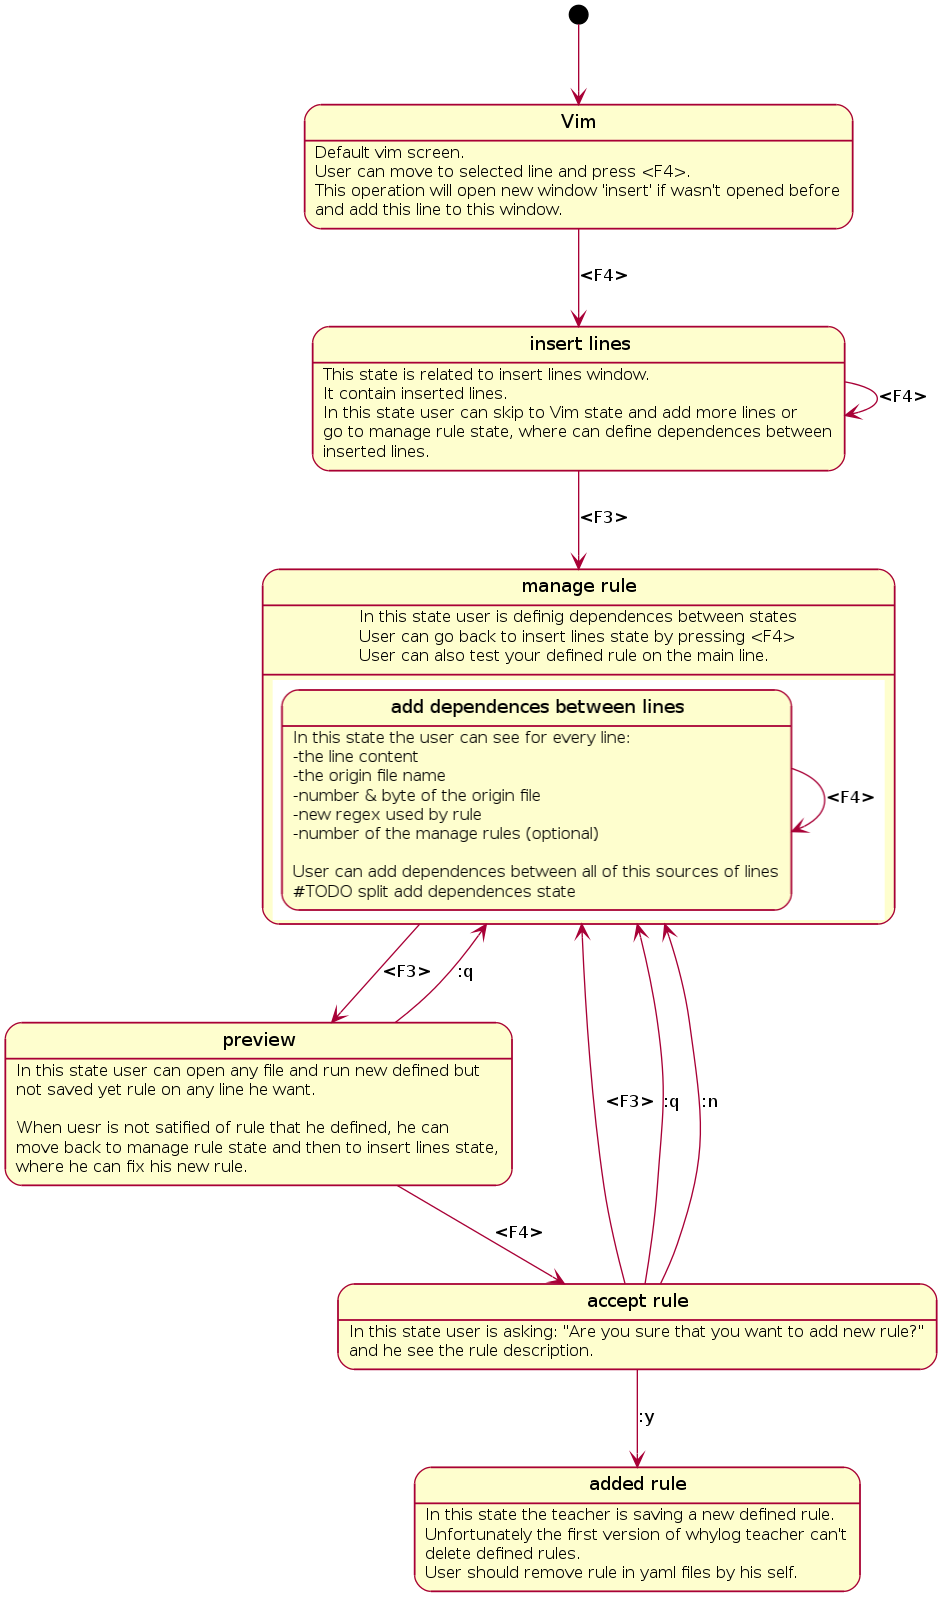 Vim
Default vim screen.
User can move to selected line and press <F4>.
This operation will open new window 'insert' if wasn't opened before
and add this line to this window.
<F4>
insert lines
This state is related to insert lines window.
It contain inserted lines.
In this state user can skip to Vim state and add more lines or
go to manage rule state, where can define dependences between
inserted lines.
<F4>
<F3>
manage rule
In this state user is definig dependences between states
User can go back to insert lines state by pressing <F4>
User can also test your defined rule on the main line.
add dependences between lines
In this state the user can see for every line:
-the line content
-the origin file name
-number & byte of the origin file
-new regex used by rule
-number of the manage rules (optional)
User can add dependences between all of this sources of lines
#TODO split add dependences state
<F4>
<F3>
:q
preview
In this state user can open any file and run new defined but
not saved yet rule on any line he want.
When uesr is not satified of rule that he defined, he can
move back to manage rule state and then to insert lines state,
where he can fix his new rule.
<F3>
:q
:n
<F4>
accept rule
In this state user is asking: "Are you sure that you want to add new rule?"
and he see the rule description.
:y
added rule
In this state the teacher is saving a new defined rule.
Unfortunately the first version of whylog teacher can't
delete defined rules.
User should remove rule in yaml files by his self.